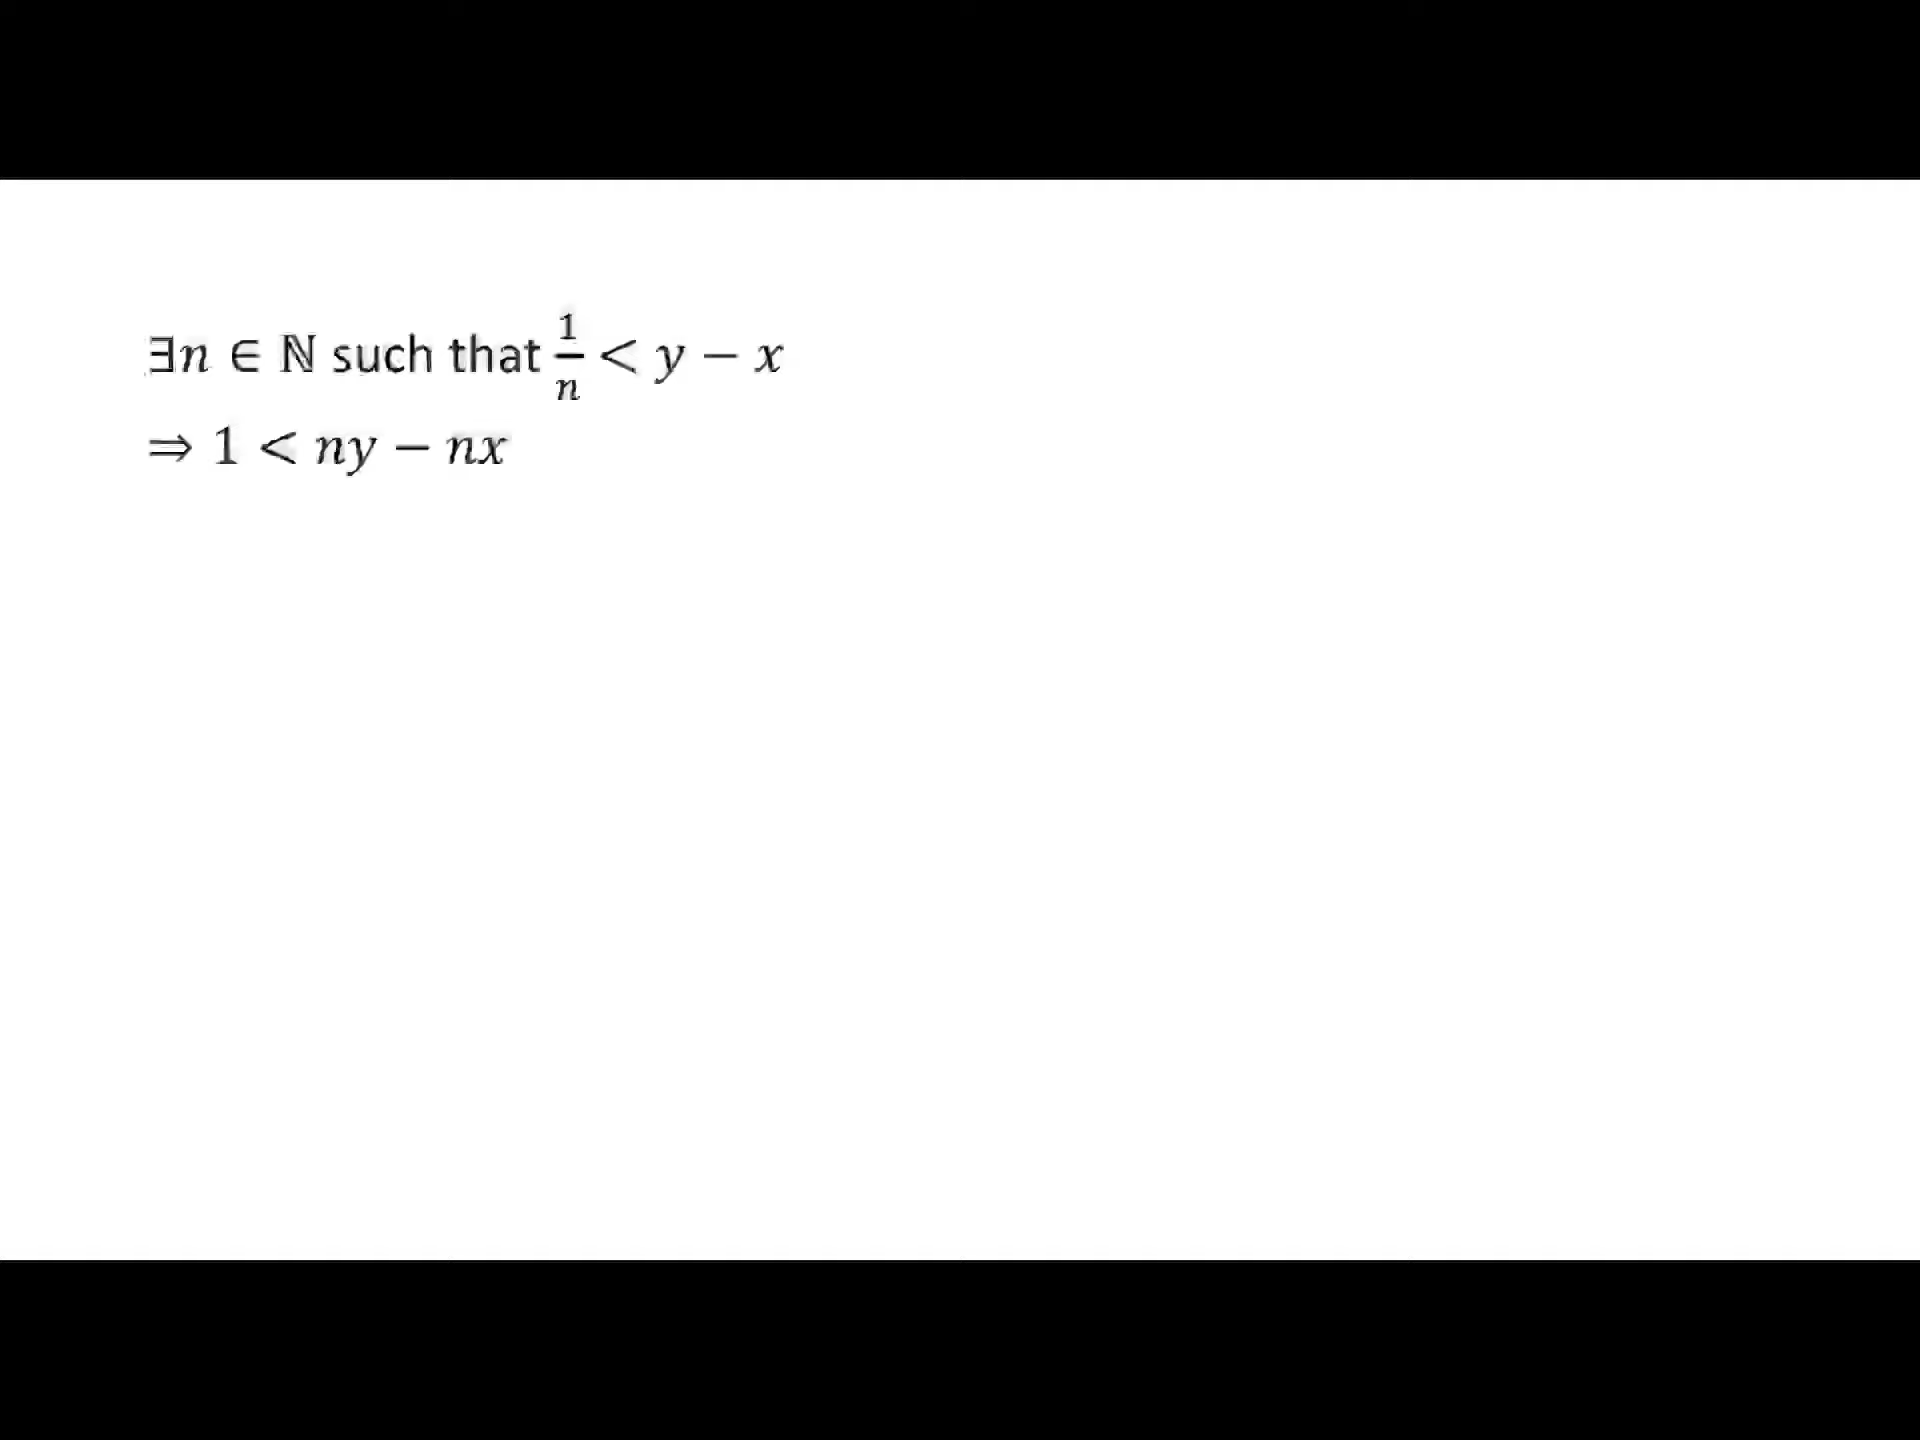 ∃n ∈ ℕ such that 1/n < y − x
⇒ 1 < ny − nx